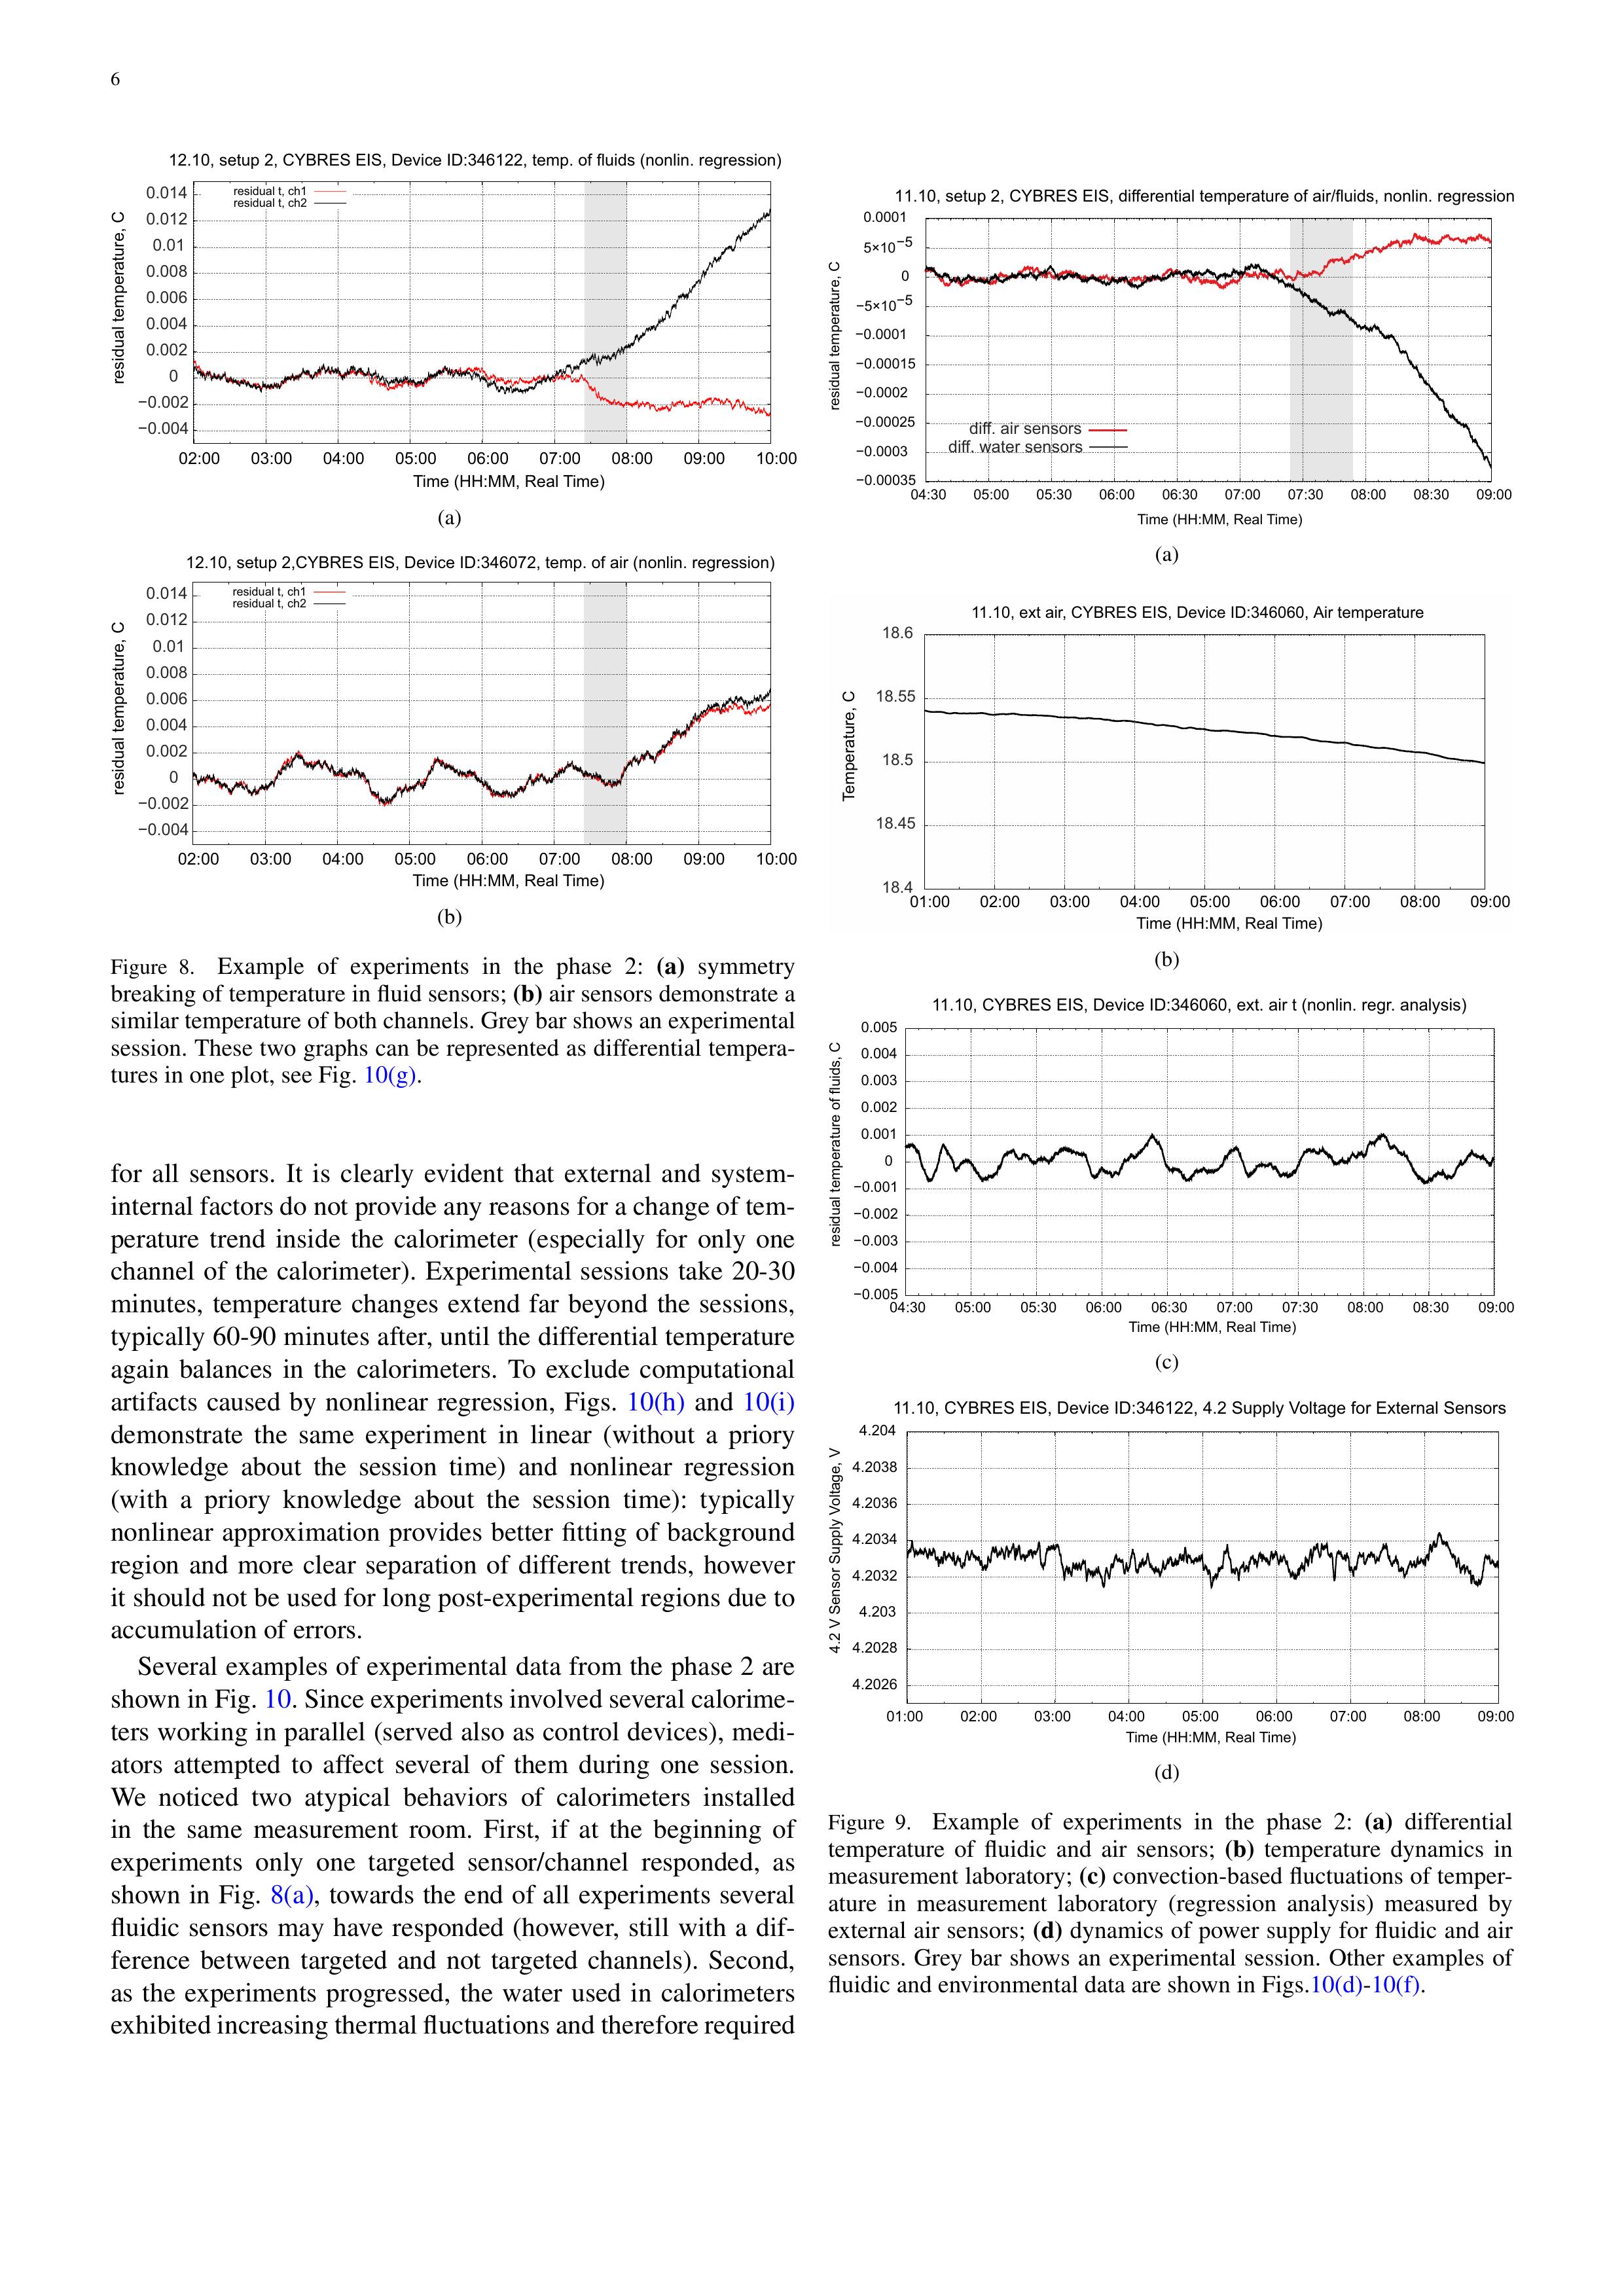 6
12.10, setup 2, CYBRES EIS, Device ID:346122, temp. of fluids (nonlin. regression)
residual t, ch1
residual t, ch2
residual temperature, C
0.014
0.012
0.01
0.008
0.006
0.004
0.002
0
−0.002
−0.004
02:00 03:00 04:00 05:00 06:00 07:00 08:00 09:00 10:00
Time (HH:MM, Real Time)
(a)
12.10, setup 2,CYBRES EIS, Device ID:346072, temp. of air (nonlin. regression)
residual t, ch1
residual t, ch2
residual temperature, C
0.014
0.012
0.01
0.008
0.006
0.004
0.002
0
−0.002
−0.004
02:00 03:00 04:00 05:00 06:00 07:00 08:00 09:00 10:00
Time (HH:MM, Real Time)
(b)
Figure 8. Example of experiments in the phase 2: (a) symmetry
breaking of temperature in fluid sensors; (b) air sensors demonstrate a
similar temperature of both channels. Grey bar shows an experimental
session. These two graphs can be represented as differential tempera-
tures in one plot, see Fig. 10(g).
for all sensors. It is clearly evident that external and system-
internal factors do not provide any reasons for a change of tem-
perature trend inside the calorimeter (especially for only one
channel of the calorimeter). Experimental sessions take 20-30
minutes, temperature changes extend far beyond the sessions,
typically 60-90 minutes after, until the differential temperature
again balances in the calorimeters. To exclude computational
artifacts caused by nonlinear regression, Figs. 10(h) and 10(i)
demonstrate the same experiment in linear (without a priory
knowledge about the session time) and nonlinear regression
(with a priory knowledge about the session time): typically
nonlinear approximation provides better fitting of background
region and more clear separation of different trends, however
it should not be used for long post-experimental regions due to
accumulation of errors.
Several examples of experimental data from the phase 2 are
shown in Fig. 10. Since experiments involved several calorime-
ters working in parallel (served also as control devices), medi-
ators attempted to affect several of them during one session.
We noticed two atypical behaviors of calorimeters installed
in the same measurement room. First, if at the beginning of
experiments only one targeted sensor/channel responded, as
shown in Fig. 8(a), towards the end of all experiments several
fluidic sensors may have responded (however, still with a dif-
ference between targeted and not targeted channels). Second,
as the experiments progressed, the water used in calorimeters
exhibited increasing thermal fluctuations and therefore required
11.10, setup 2, CYBRES EIS, differential temperature of air/fluids, nonlin. regression
residual temperature, C
0.0001
5×10−5
0
−5×10−5
−0.0001
−0.00015
−0.0002
−0.00025
−0.0003
−0.00035
diff. air sensors
diff. water sensors
04:30 05:00 05:30 06:00 06:30 07:00 07:30 08:00 08:30 09:00
Time (HH:MM, Real Time)
(a)
11.10, ext air, CYBRES EIS, Device ID:346060, Air temperature
Temperature, C
18.6
18.55
18.5
18.45
18.4
01:00 02:00 03:00 04:00 05:00 06:00 07:00 08:00 09:00
Time (HH:MM, Real Time)
(b)
11.10, CYBRES EIS, Device ID:346060, ext. air t (nonlin. regr. analysis)
residual temperature of fluids, C
0.005
0.004
0.003
0.002
0.001
0
−0.001
−0.002
−0.003
−0.004
−0.005
04:30 05:00 05:30 06:00 06:30 07:00 07:30 08:00 08:30 09:00
Time (HH:MM, Real Time)
(c)
11.10, CYBRES EIS, Device ID:346122, 4.2 Supply Voltage for External Sensors
4.2 V Sensor Supply Voltage, V
4.204
4.2038
4.2036
4.2034
4.2032
4.203
4.2028
4.2026
01:00 02:00 03:00 04:00 05:00 06:00 07:00 08:00 09:00
Time (HH:MM, Real Time)
(d)
Figure 9. Example of experiments in the phase 2: (a) differential
temperature of fluidic and air sensors; (b) temperature dynamics in
measurement laboratory; (c) convection-based fluctuations of temper-
ature in measurement laboratory (regression analysis) measured by
external air sensors; (d) dynamics of power supply for fluidic and air
sensors. Grey bar shows an experimental session. Other examples of
fluidic and environmental data are shown in Figs.10(d)-10(f).